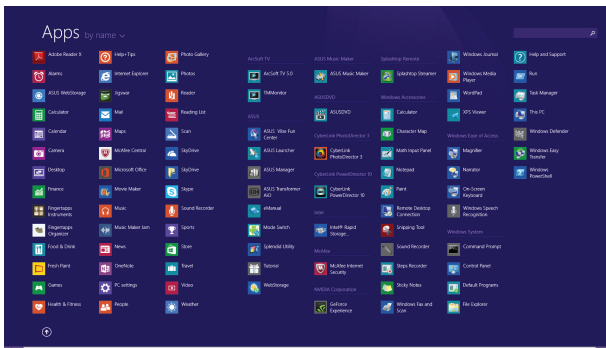 Apps by name
Adobe Reader X
Alarms
ASUS WebStorage
Calculator
Calendar
Camera
Desktop
Finance
Fingertapps
Instruments
Fingertapps
Organizer
Food & Drink
Fresh Paint
Games
Health & Fitness
Help+Tips
Internet Explorer
Jigswar
Mail
Maps
McAfee Central
Microsoft Office
Movie Maker
Music
Music Maker Jam
News
OneNote
PC settings
People
Photo Gallery
Photos
Reader
Reading List
Scan
SkyDrive
SkyDrive
Skype
Sound Recorder
Sports
Store
Travel
Video
Weather
ArcSoft TV
ArcSoft TV 5.0
TMMonitor
ASUS
ASUS Vibe Fun
Center
ASUS Launcher
ASUS Manager
ASUS Transformer
AiO
eManual
Mode Switch
Splendid Utility
Tutorial
WebStorage
ASUS Music Maker
ASUS Music Maker
ASUSDVD
ASUSDVD
CyberLink PhotoDirector 3
CyberLink
PhotoDirector 3
CyberLink PowerDirector 10
CyberLink
PowerDirector 10
Intel
Intel® Rapid
Storage...
McAfee
McAfee Internet
Security
NVIDIA Corporation
GeForce
Experience
Splashtop Remote
Splashtop Streamer
Windows Accessories
Calculator
Character Map
Math Input Panel
Notepad
Paint
Remote Desktop
Connection
Snipping Tool
Sound Recorder
Steps Recorder
Sticky Notes
Windows Fax and
Scan
Windows Journal
Windows Media
Player
WordPad
XPS Viewer
Windows Ease of Access
Magnifier
Narrator
On-Screen
Keyboard
Windows Speech
Recognition
Windows System
Command Prompt
Control Panel
Default Programs
File Explorer
Help and Support
Run
Task Manager
This PC
Windows Defender
Windows Easy
Transfer
Windows
PowerShell